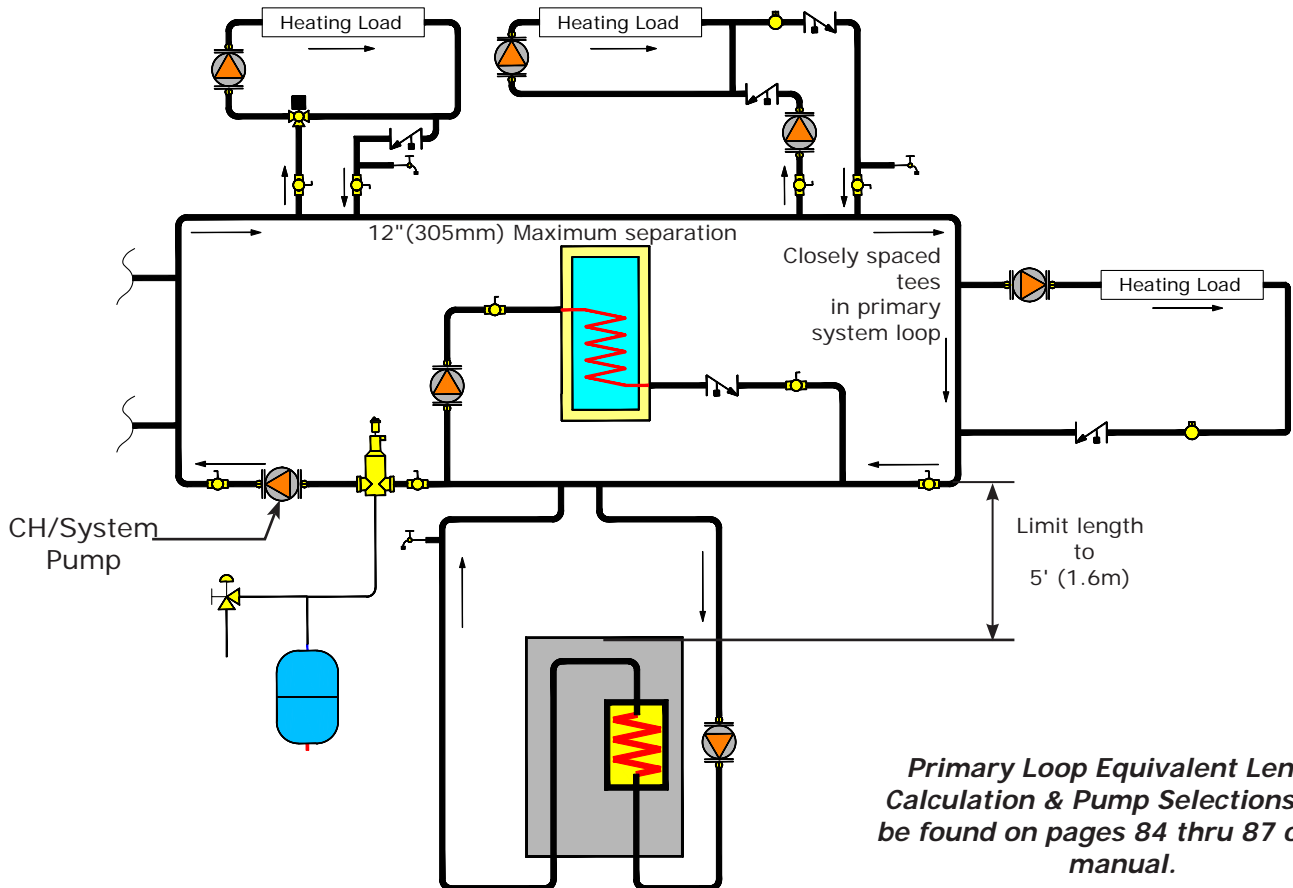 Heating Load
Heating Load
12"(305mm) Maximum separation
Closely spaced
tees
in primary
system loop
Heating Load
CH/System
Pump
Limit length
to
5' (1.6m)
Primary Loop Equivalent
Calculation & Pump Selections
be found on pages 84 thru 87
manual.